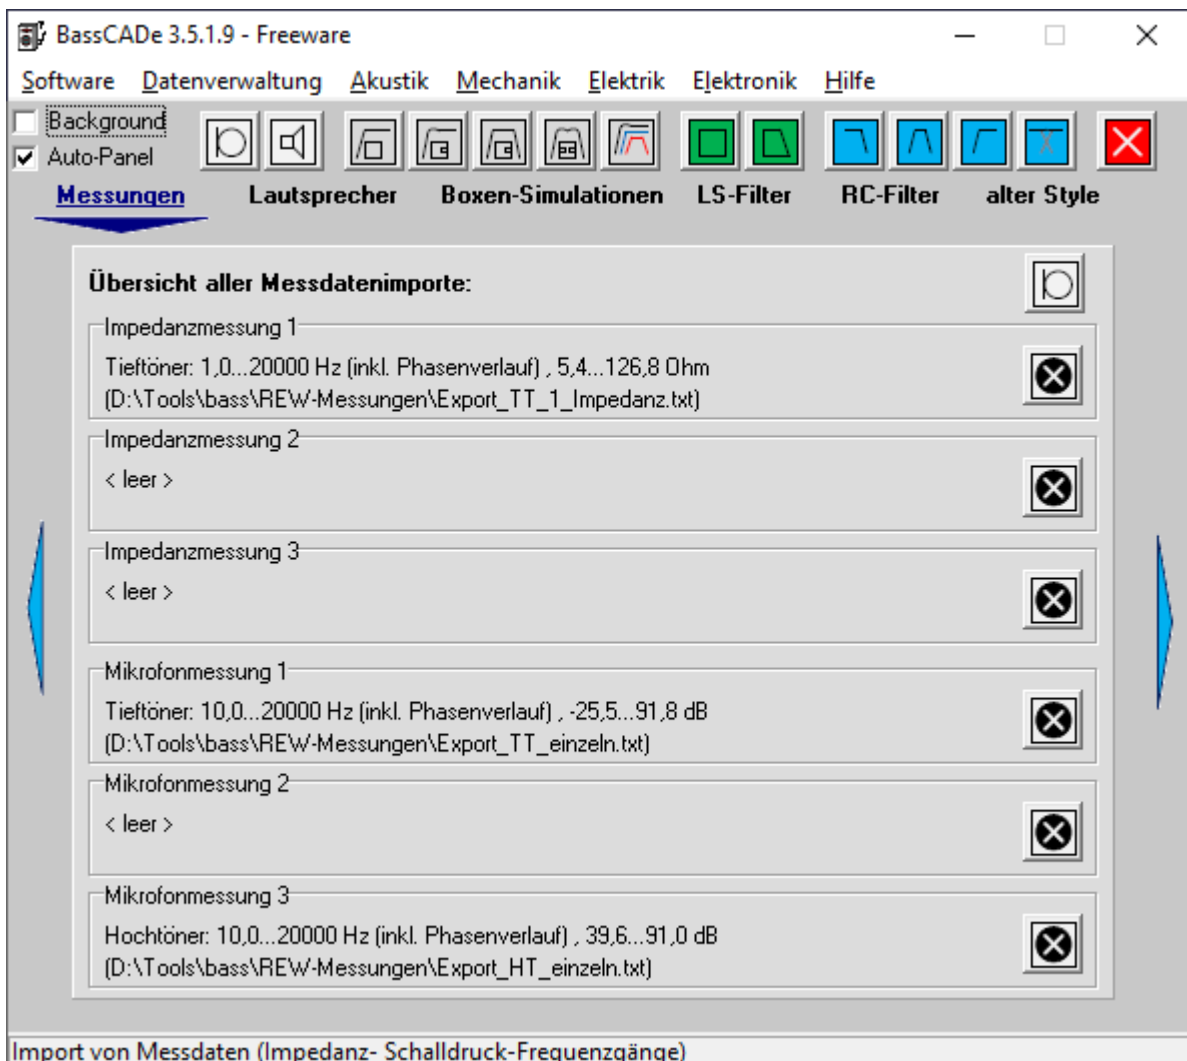 BassCADe 3.5.1.9 - Freeware
Software Datenverwaltung Akustik Mechanik Elektrik Elektronik Hilfe
Background
Auto-Panel
Messungen Lautsprecher Boxen-Simulationen LS-Filter RC-Filter alter Style
Übersicht aller Messdatenimporte:
Impedanzmessung 1
Tieftöner: 1,0...20000 Hz (inkl. Phasenverlauf) , 5,4...126,8 Ohm
(D:\Tools\bass\REW-Messungen\Export_TT_1_Impedanz.txt)
Impedanzmessung 2
< leer >
Impedanzmessung 3
< leer >
Mikrofonmessung 1
Tieftöner: 10,0...20000 Hz (inkl. Phasenverlauf) , -25,5...91,8 dB
(D:\Tools\bass\REW-Messungen\Export_TT_einzeln.txt)
Mikrofonmessung 2
< leer >
Mikrofonmessung 3
Hochtöner: 10,0...20000 Hz (inkl. Phasenverlauf) , 39,6...91,0 dB
(D:\Tools\bass\REW-Messungen\Export_HT_einzeln.txt)
Import von Messdaten (Impedanz- Schalldruck-Frequenzgänge)